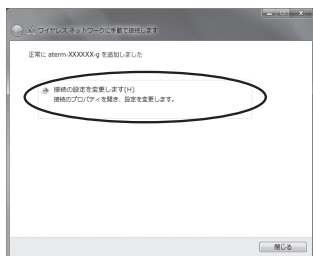 ワイヤレス ネットワークに手動で接続します
正常に aterm-XXXXXX-g を追加しました
接続の設定を変更します(H)
接続のプロパティを開き、設定を変更します。
閉じる